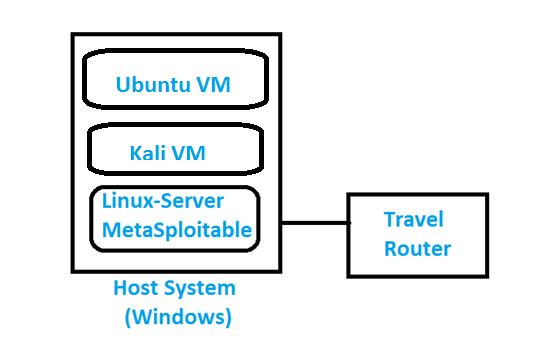 Ubuntu VM
Kali VM
Linux-Server
MetaSploitable
Travel
Router
Host System
(Windows)